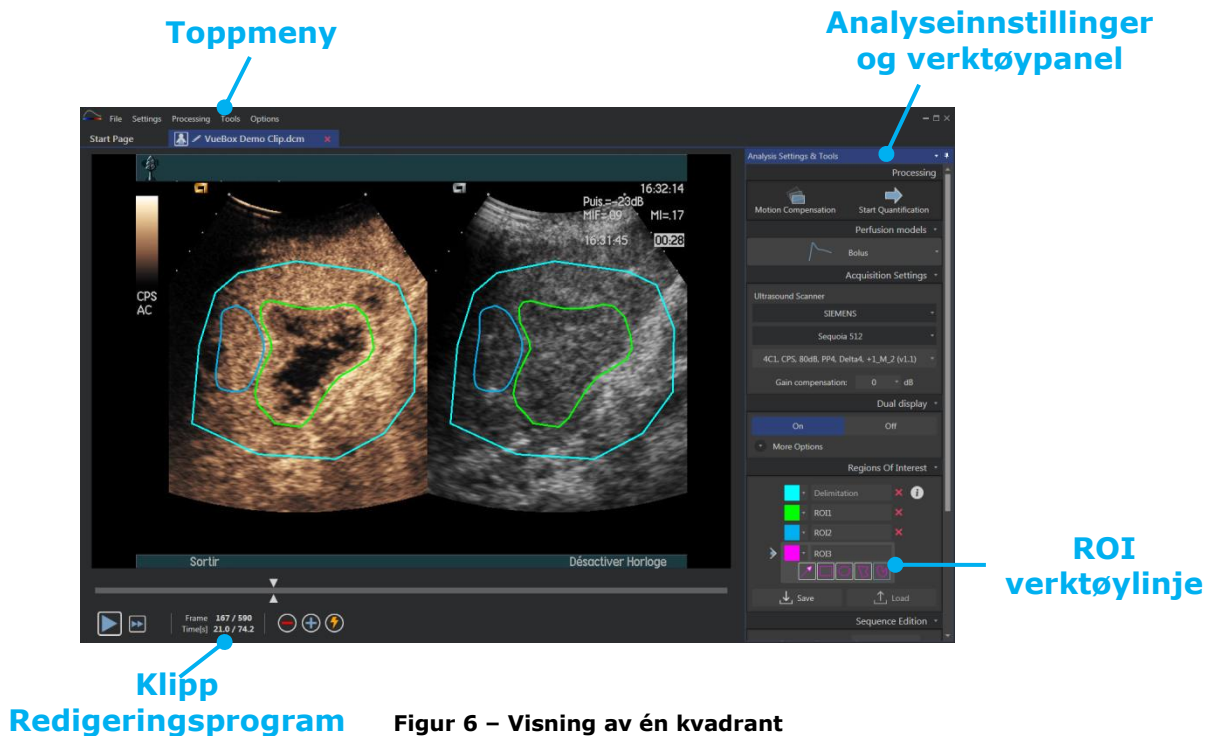 Toppmeny
Analyseinnstillinger
og verktøypanel
File Settings Processing Tools Options
Start Page VueBox Demo Clip.dcm
Analysis Settings & Tools
Processing
Motion Compensation Start Quantification
Perfusion models
Bolus
Acquisition Settings
Ultrasound Scanner
SIEMENS
Sequoia 512
4C1, CPS, 80dB, PP4, Delta4, +1_M_2 (v1.1)
Gain compensation: 0 dB
Dual display
On Off
More Options
Regions Of Interest
Delimitation
ROI1
ROI2
ROI3
Save Load
Sequence Edition
16:32:14
Puis.=-23dB
MIF=.09 MI=.17
16:31:45 00:28
CPS
AC
Sortir Désactiver Horloge
Frame 167 / 590
Time[s] 21.0 / 74.2
ROI
verktøylinje
Klipp
Redigeringsprogram
Figur 6 – Visning av én kvadrant